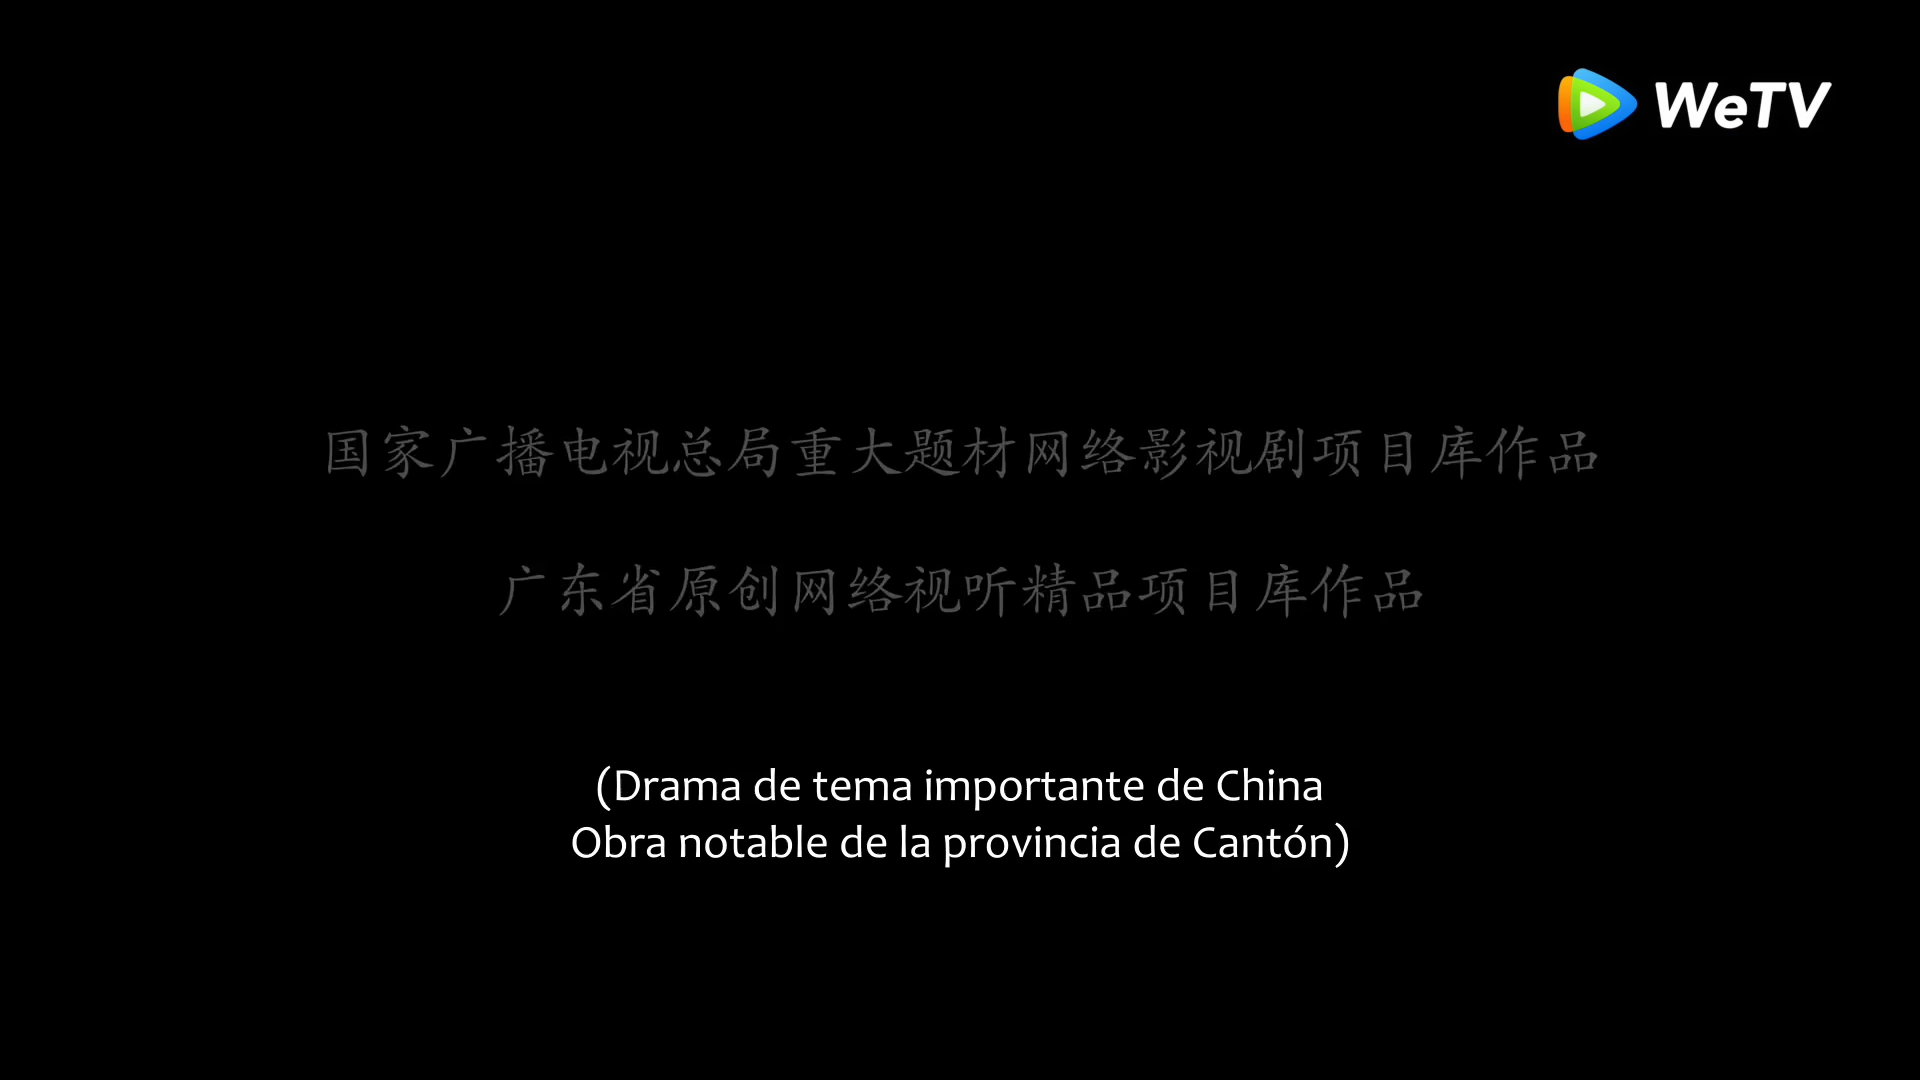 WeTV
国家广播电视总局重大题材网络影视剧项目库作品
广东省原创网络视听精品项目库作品
(Drama de tema importante de China
Obra notable de la provincia de Cantón)